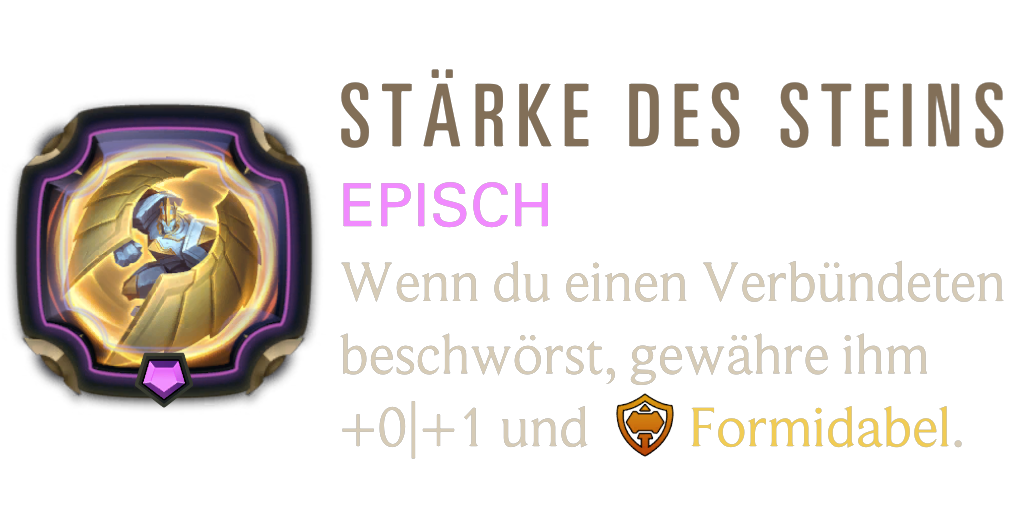 STÄRKE DES STEINS
EPISCH
Wenn du einen Verbündeten
beschwörst, gewähre ihm
+0|+1 und Formidabel.